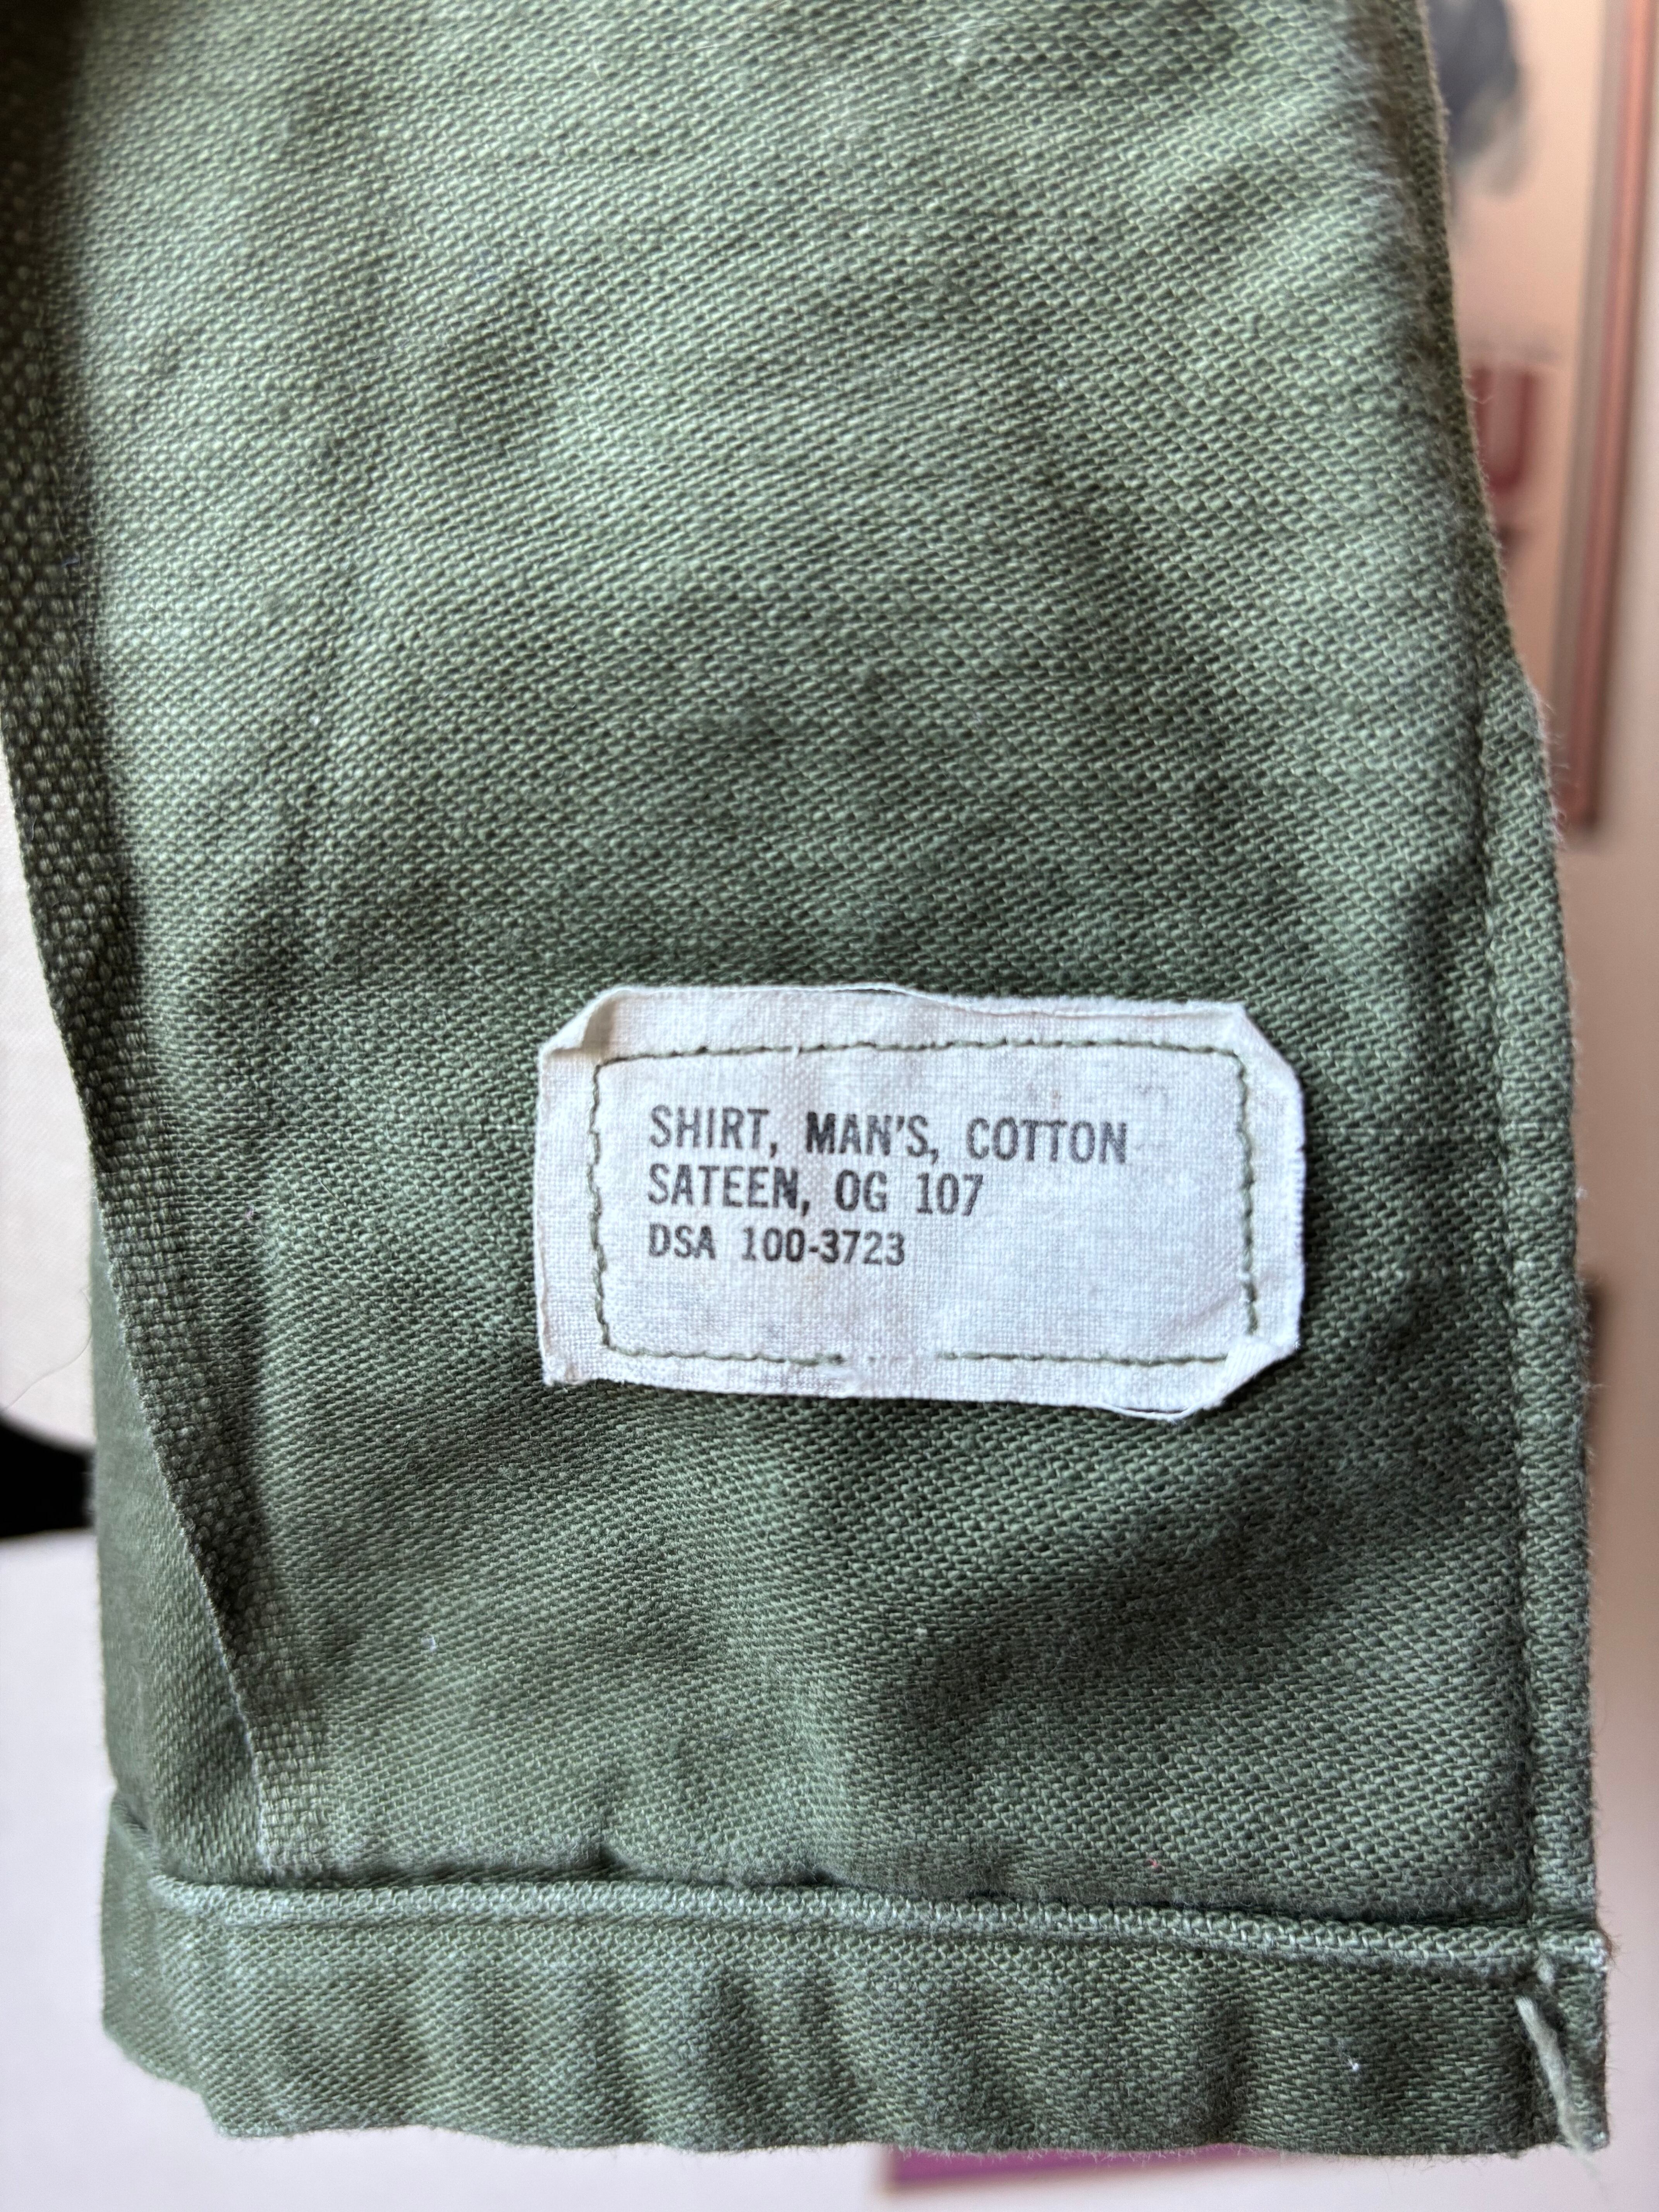 SHIRT, MAN'S, COTTON
SATEEN, OG 107
DSA 100-3723